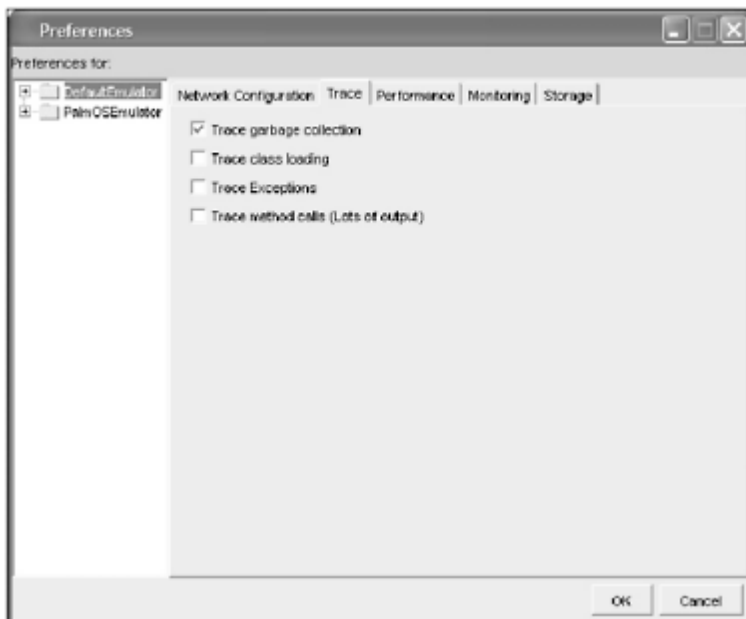 Preferences
Preferences for:
DefaultEmulator
PalmOSEmulator
Network Configuration Trace Performance Monitoring Storage
Trace garbage collection
Trace class loading
Trace Exceptions
Trace method calls (Lots of output)
OK Cancel